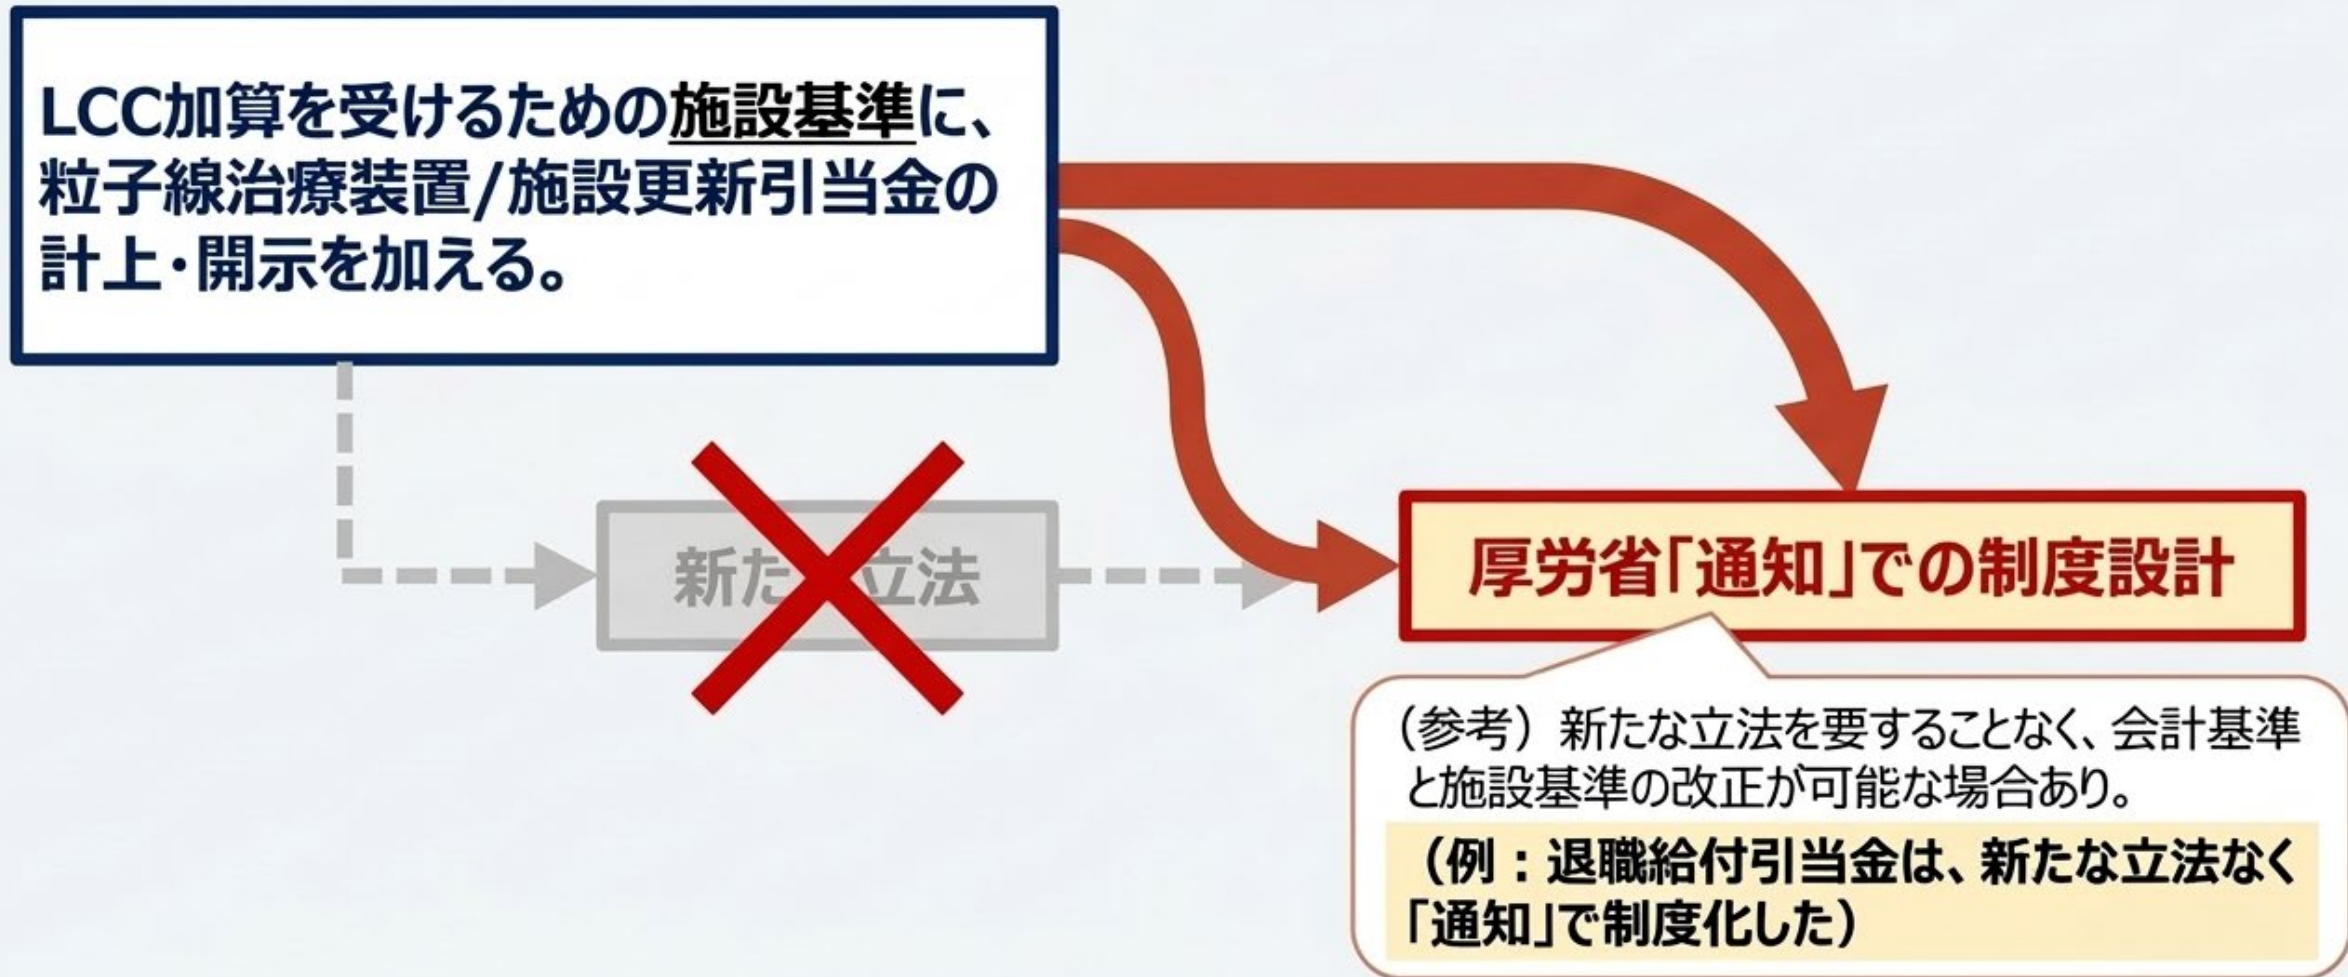 LCC加算を受けるための施設基準に、
粒子線治療装置/施設更新引当金の
計上・開示を加える。
新た 立法
厚労省「通知」での制度設計
（参考）新たな立法を要することなく、会計基準
と施設基準の改正が可能な場合あり。
（例：退職給付引当金は、新たな立法なく
「通知」で制度化した）